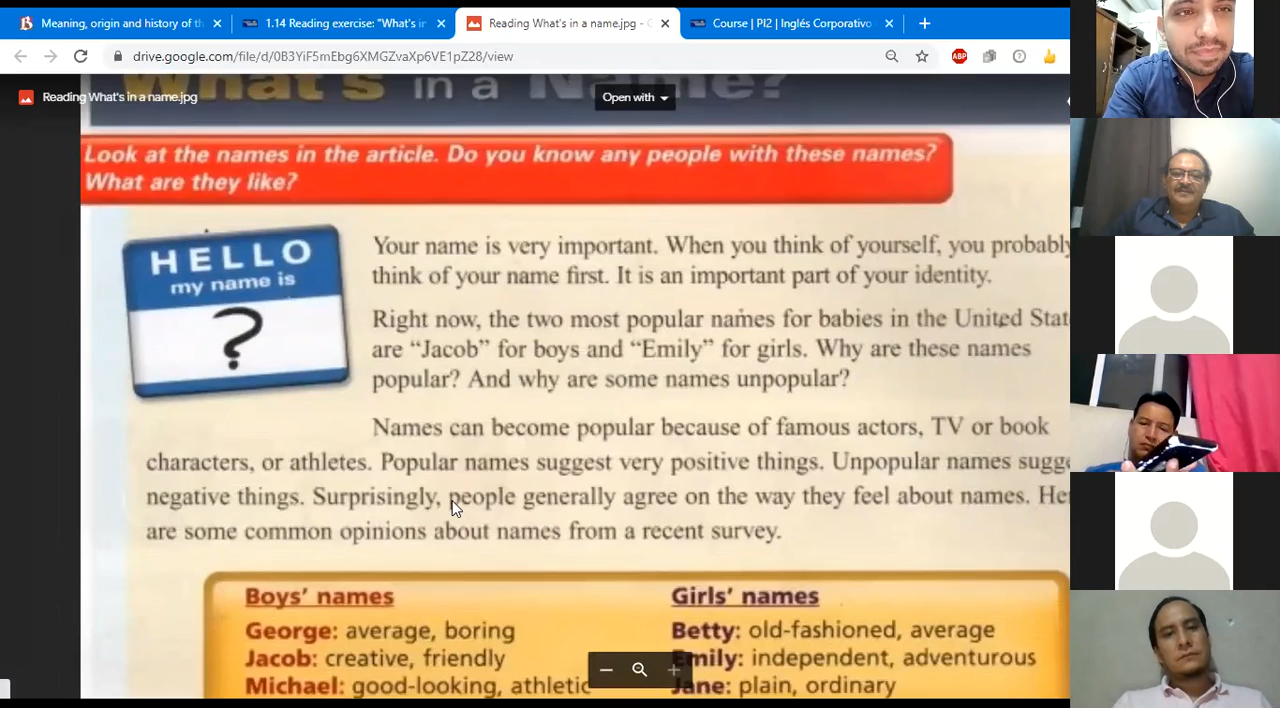 Meaning, origin and history of th
1.14 Reading exercise: "What's in
Reading What's in a name.jpg - G
Course | PI2 | Inglés Corporativo
drive.google.com/file/d/0B3YiF5mEbg6XMGZvaXp6VE1pZ28/view
ABP
What's in a Name?
Reading What's in a name.jpg
Open with
Look at the names in the article. Do you know any people with these names?
What are they like?
HELLO
my name is
?
Your name is very important. When you think of yourself, you probably
think of your name first. It is an important part of your identity.
Right now, the two most popular names for babies in the United Stat
are “Jacob” for boys and “Emily” for girls. Why are these names
popular? And why are some names unpopular?
Names can become popular because of famous actors, TV or book
characters, or athletes. Popular names suggest very positive things. Unpopular names sugge
negative things. Surprisingly, people generally agree on the way they feel about names. He
are some common opinions about names from a recent survey.
Boys’ names
George: average, boring
Jacob: creative, friendly
Michael: good-looking, athletic
Girls’ names
Betty: old-fashioned, average
Emily: independent, adventurous
Jane: plain, ordinary